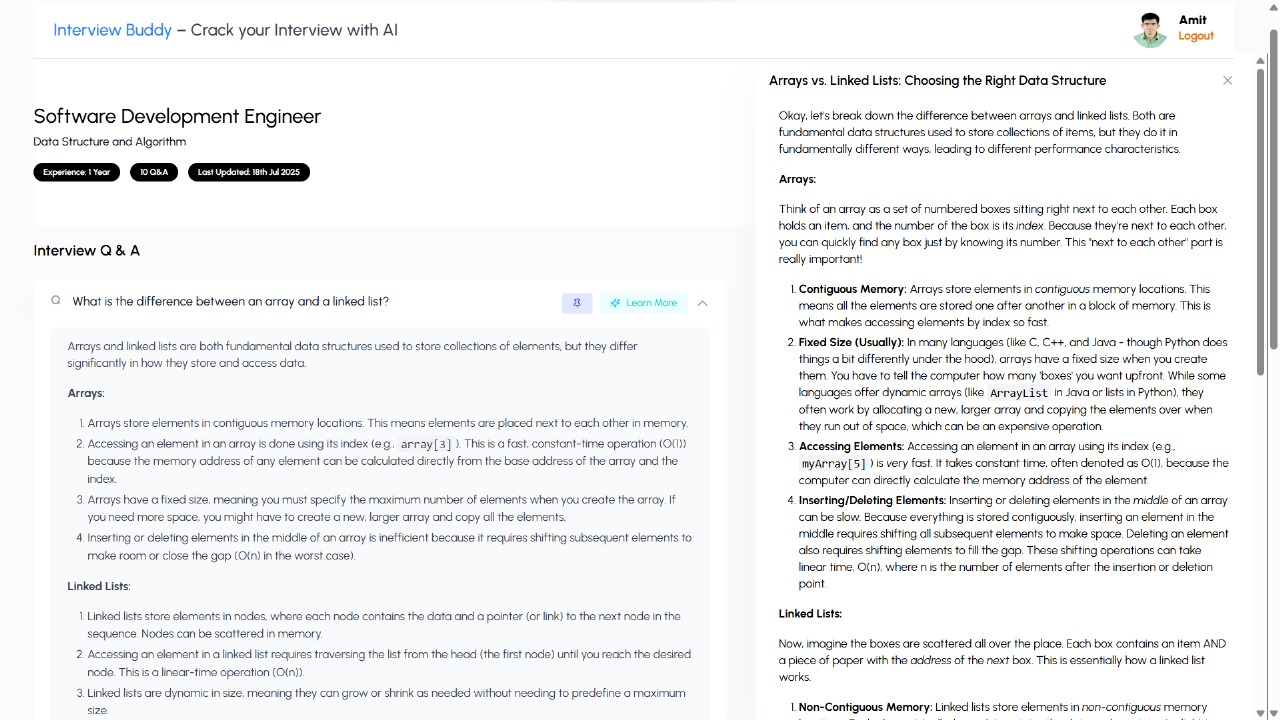 Interview Buddy – Crack your Interview with AI
Amit
Logout
Software Development Engineer
Data Structure and Algorithm
Experience: 1 Year
10 Q&A
Last Updated: 18th Jul 2025
Interview Q & A
Q What is the difference between an array and a linked list?
Learn More
Arrays and linked lists are both fundamental data structures used to store collections of elements, but they differ
significantly in how they store and access data.
Arrays:
1. Arrays store elements in contiguous memory locations. This means elements are placed next to each other in memory.
2. Accessing an element in an array is done using its index (e.g., array[3] ). This is a fast, constant-time operation (O(1))
because the memory address of any element can be calculated directly from the base address of the array and the
index.
3. Arrays have a fixed size, meaning you must specify the maximum number of elements when you create the array. If
you need more space, you might have to create a new, larger array and copy all the elements.
4. Inserting or deleting elements in the middle of an array is inefficient because it requires shifting subsequent elements to
make room or close the gap (O(n) in the worst case).
Linked Lists:
1. Linked lists store elements in nodes, where each node contains the data and a pointer (or link) to the next node in the
sequence. Nodes can be scattered in memory.
2. Accessing an element in a linked list requires traversing the list from the head (the first node) until you reach the desired
node. This is a linear-time operation (O(n)).
3. Linked lists are dynamic in size, meaning they can grow or shrink as needed without needing to predefine a maximum
size.
Arrays vs. Linked Lists: Choosing the Right Data Structure
Okay, let's break down the difference between arrays and linked lists. Both are
fundamental data structures used to store collections of items, but they do it in
fundamentally different ways, leading to different performance characteristics.
Arrays:
Think of an array as a set of numbered boxes sitting right next to each other. Each box
holds an item, and the number of the box is its index. Because they're next to each other,
you can quickly find any box just by knowing its number. This "next to each other" part is
really important!
1. Contiguous Memory: Arrays store elements in contiguous memory locations. This
means all the elements are stored one after another in a block of memory. This is
what makes accessing elements by index so fast.
2. Fixed Size (Usually): In many languages (like C, C++, and Java - though Python does
things a bit differently under the hood), arrays have a fixed size when you create
them. You have to tell the computer how many 'boxes' you want upfront. While some
languages offer dynamic arrays (like ArrayList in Java or lists in Python), they
often work by allocating a new, larger array and copying the elements over when
they run out of space, which can be an expensive operation.
3. Accessing Elements: Accessing an element in an array using its index (e.g.,
myArray[5] ) is very fast. It takes constant time, often denoted as O(1), because the
computer can directly calculate the memory address of the element.
4. Inserting/Deleting Elements: Inserting or deleting elements in the middle of an array
can be slow. Because everything is stored contiguously, inserting an element in the
middle requires shifting all subsequent elements to make space. Deleting an element
also requires shifting elements to fill the gap. These shifting operations can take
linear time, O(n), where n is the number of elements after the insertion or deletion
point.
Linked Lists:
Now, imagine the boxes are scattered all over the place. Each box contains an item AND
a piece of paper with the address of the next box. This is essentially how a linked list
works.
1. Non-Contiguous Memory: Linked lists store elements in non-contiguous memory